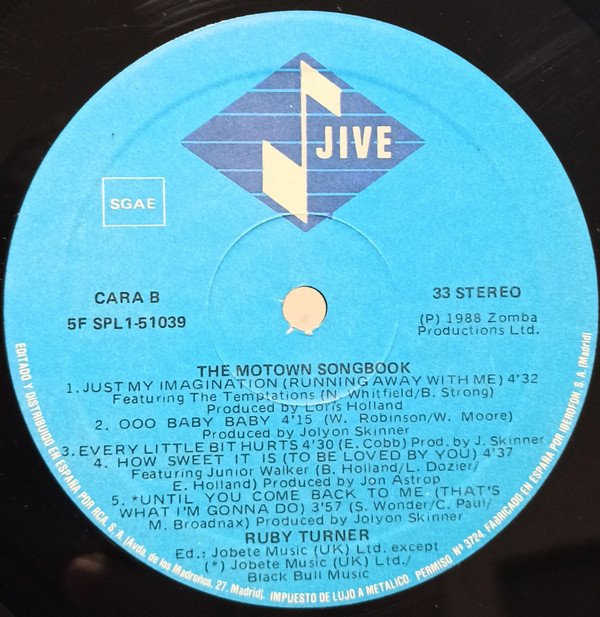 JIVE
SGAE
CARA B
5F SPL1-51039
33 STEREO
(P) 1988 Zomba
Productions Ltd.
THE MOTOWN SONGBOOK
1.JUST MY IMAGINATION (RUNNING AWAY WITH ME) 4'32
Featuring The Temptations (N. Whitfield/B. Strong)
Produced by Loris Holland
2. OOO BABY BABY 4'15 (W. Robinson/W. Moore)
Produced by Jolyon Skinner
3.EVERY LITTLE BIT HURTS 4'30 (E. Cobb) Prod. by J. Skinner
4. HOW SWEET IT IS (TO BE LOVED BY YOU) 4'37
Featuring Junior Walker (B. Holland/L. Dozier/
E. Holland) Produced by Jon Astrop
5. *UNTIL YOU COME BACK TO ME (THAT'S
WHAT I'M GONNA DO) 3'57 (S. Wonder/C. Paul/
M. Broadnax) Produced by Jolyon Skinner
RUBY TURNER
Ed.: Jobete Music (UK) Ltd. except
(*) Jobete Music (UK) Ltd./
Black Bull Music
EDITADO Y DISTRIBUIDO EN ESPAÑA POR RCA. S. A. (Avda. de los Madroños. 27. Madrid). IMPUESTO DE LUJO A METALICO. PERMISO Nº 3724. FABRICADO EN ESPAÑA POR IBEROFON. S. A. (Madrid)